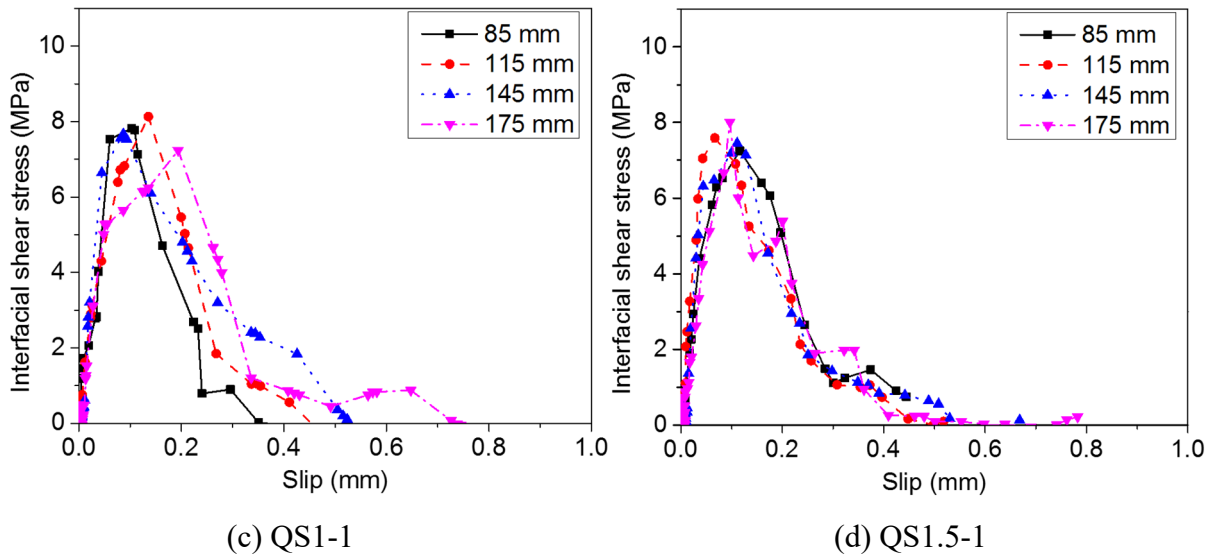 Interfacial shear stress (MPa)
10
8
6
4
2
0
0.0 0.2 0.4 0.6 0.8 1.0
Slip (mm)
85 mm
115 mm
145 mm
175 mm
(c) QS1-1
Interfacial shear stress (MPa)
10
8
6
4
2
0
0.0 0.2 0.4 0.6 0.8 1.0
Slip (mm)
85 mm
115 mm
145 mm
175 mm
(d) QS1.5-1